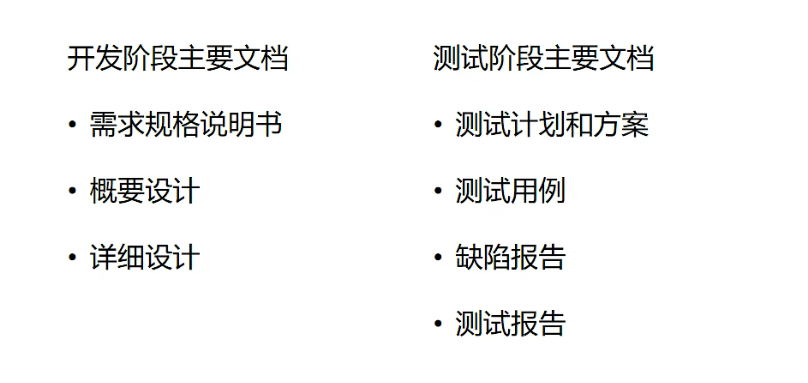 开发阶段主要文档
• 需求规格说明书
• 概要设计
• 详细设计
测试阶段主要文档
• 测试计划和方案
• 测试用例
• 缺陷报告
• 测试报告